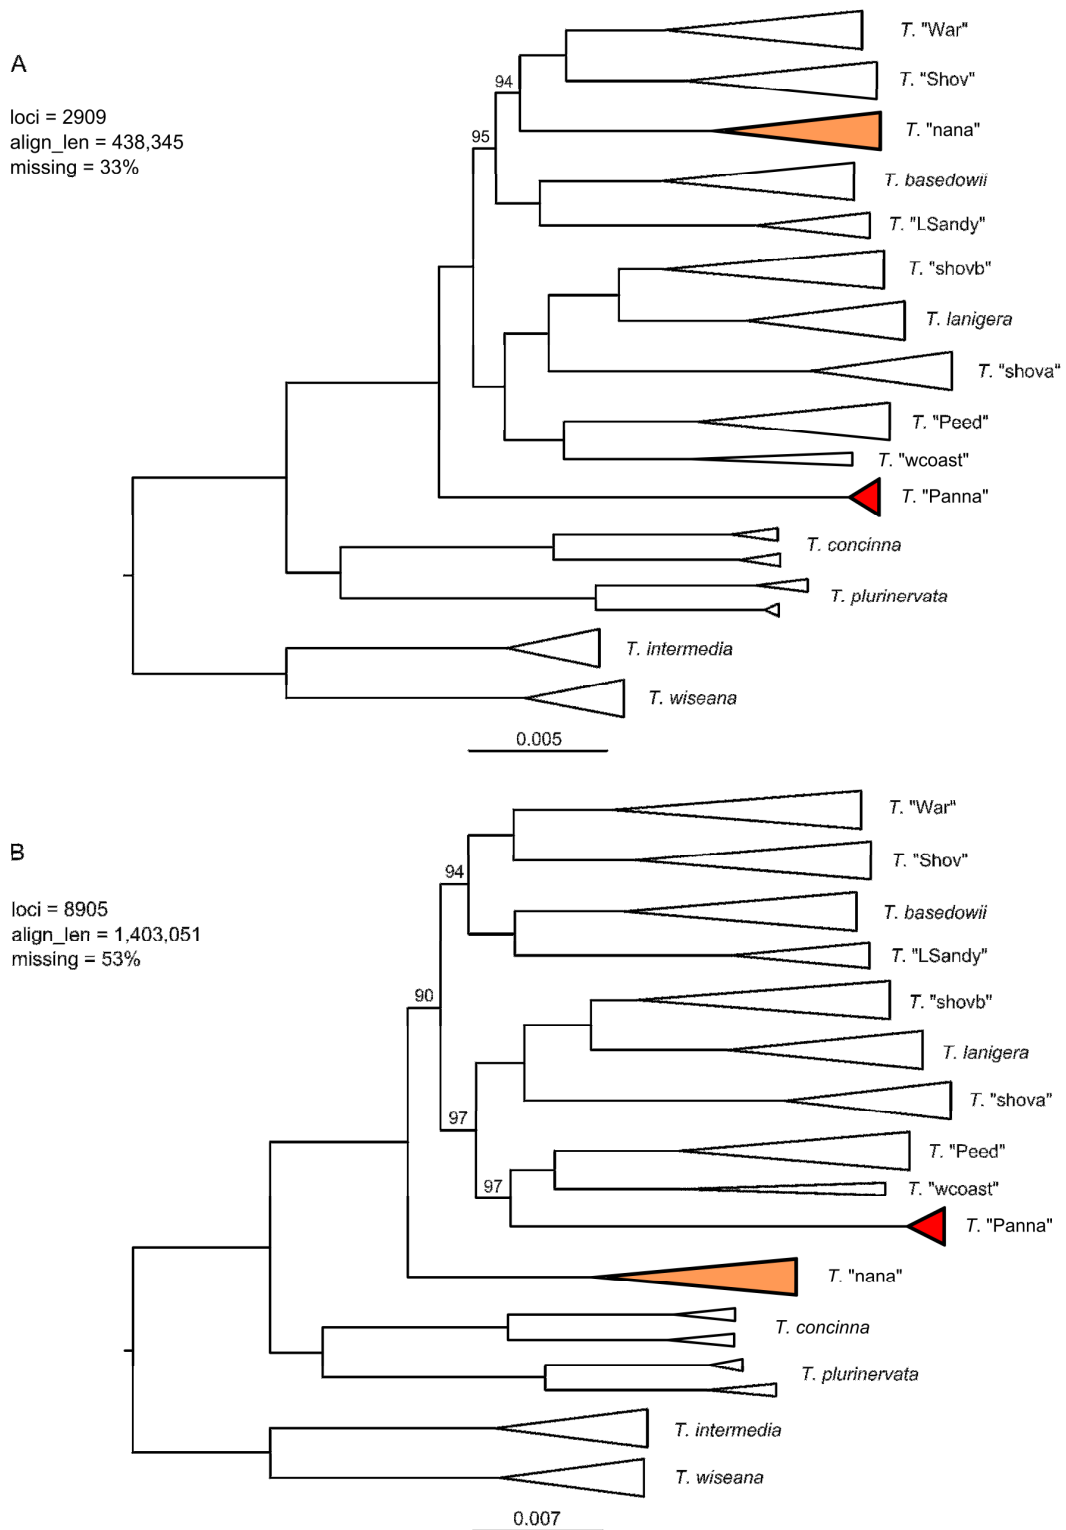 A
loci = 2909
align_len = 438,345
missing = 33%
T. "War"
T. "Shov"
94
T. "nana"
95
T. basedowii
T. "LSandy"
T. "shovb"
T. lanigera
T. "shova"
T. "Peed"
T. "wcoast"
T. "Panna"
T. concinna
T. plurinervata
T. intermedia
T. wiseana
0.005
B
loci = 8905
align_len = 1,403,051
missing = 53%
T. "War"
T. "Shov"
94
T. basedowii
T. "LSandy"
90
T. "shovb"
T. lanigera
T. "shova"
97
T. "Peed"
97
T. "wcoast"
T. "Panna"
T. "nana"
T. concinna
T. plurinervata
T. intermedia
T. wiseana
0.007